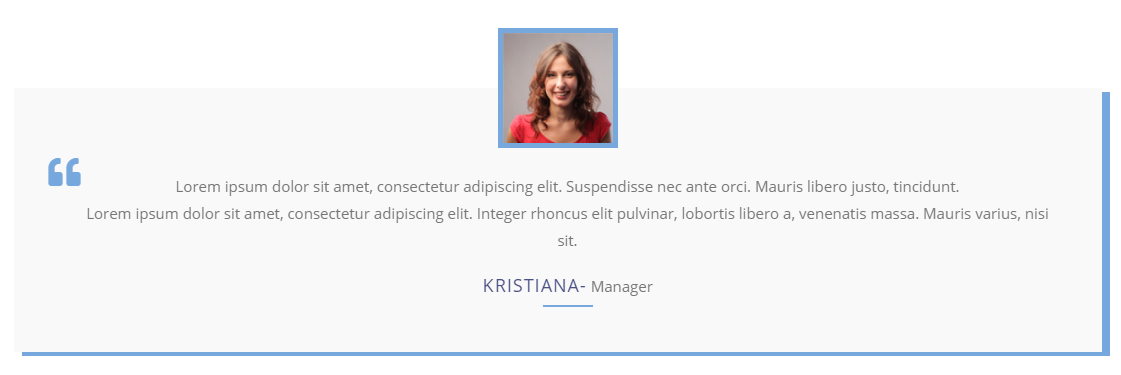 Lorem ipsum dolor sit amet, consectetur adipiscing elit. Suspendisse nec ante orci. Mauris libero justo, tincidunt.
Lorem ipsum dolor sit amet, consectetur adipiscing elit. Integer rhoncus elit pulvinar, lobortis libero a, venenatis massa. Mauris varius, nisi
sit.
KRISTIANA- Manager